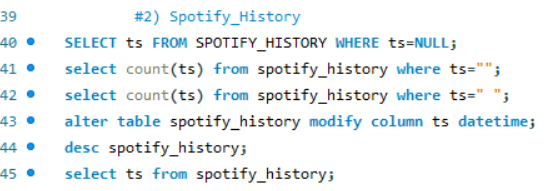 39 #2) Spotify_History
40 SELECT ts FROM SPOTIFY_HISTORY WHERE ts=NULL;
41 select count(ts) from spotify_history where ts="";
42 select count(ts) from spotify_history where ts=" ";
43 alter table spotify_history modify column ts datetime;
44 desc spotify_history;
45 select ts from spotify_history;